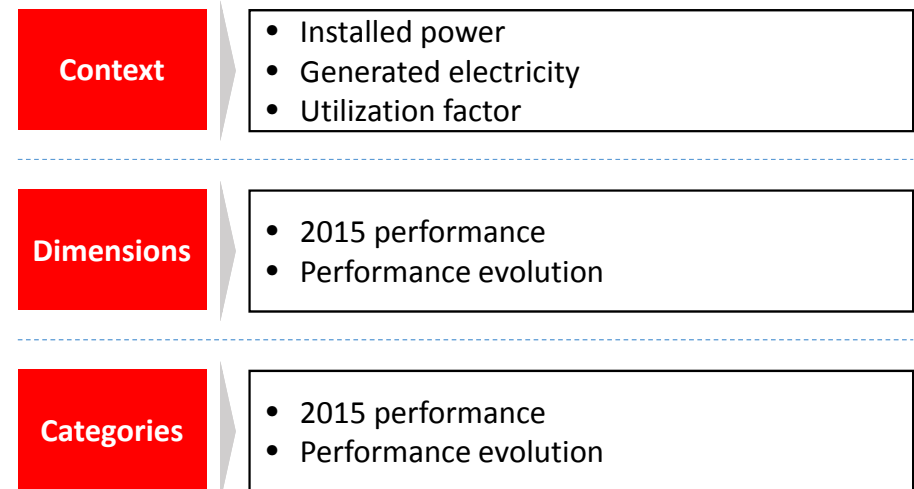 Context
• Installed power
• Generated electricity
• Utilization factor
Dimensions
• 2015 performance
• Performance evolution
Categories
• 2015 performance
• Performance evolution